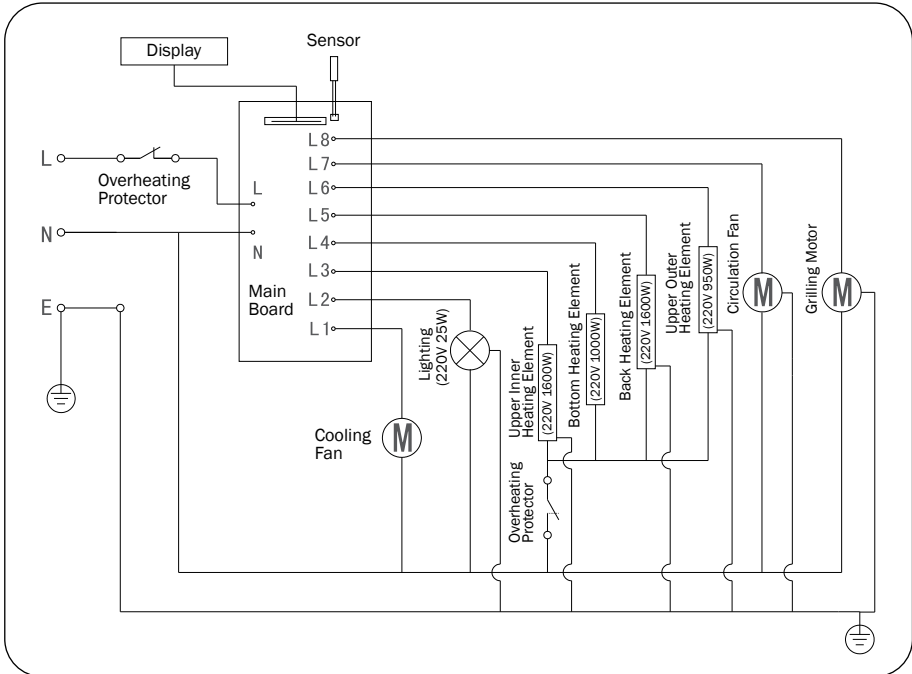 Display
Sensor
L
Overheating
Protector
N
E
L
N
Main
Board
L8
L7
L6
L5
L4
L3
L2
L1
Cooling
Fan
M
Lighting
(220V 25W)
Upper Inner
Heating Element
(220V 1600W)
Overheating
Protector
Bottom Heating Element
(220V 1000W)
Back Heating Element
(220V 1600W)
Upper Outer
Heating Element
(220V 950W)
Circulation Fan
M
Grilling Motor
M